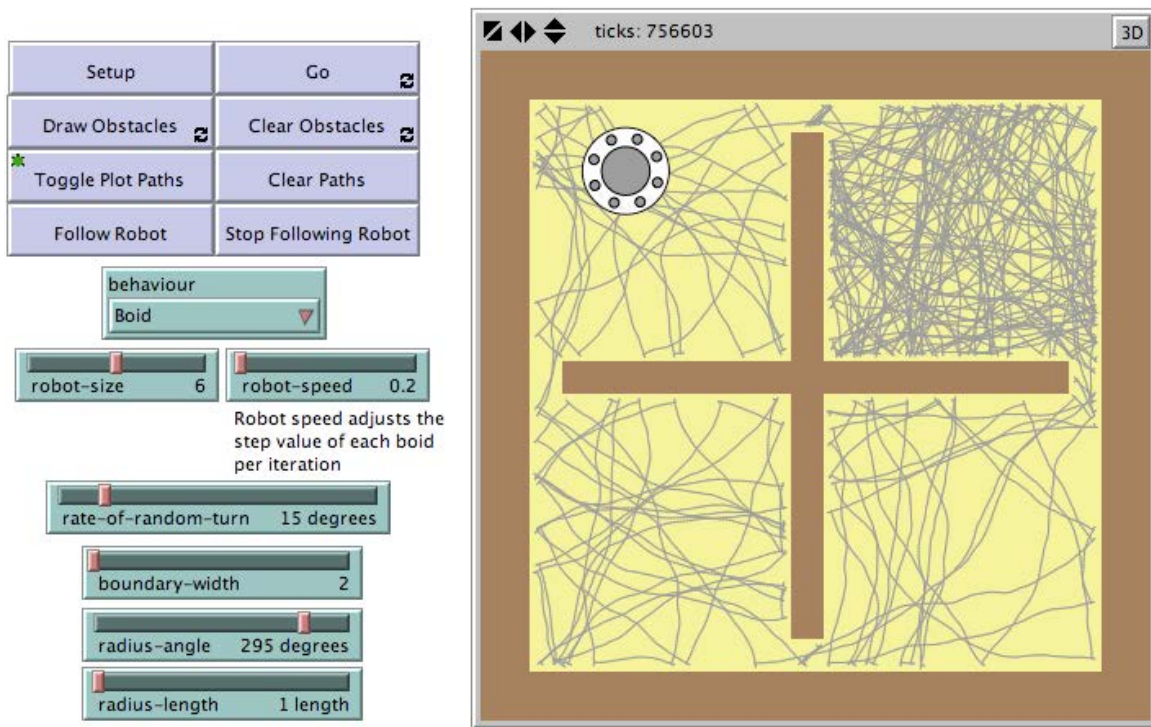 ticks: 756603
3D
Setup
Go
Draw Obstacles
Clear Obstacles
Toggle Plot Paths
Clear Paths
Follow Robot
Stop Following Robot
behaviour
Boid
robot-size 6
robot-speed 0.2
Robot speed adjusts the
step value of each boid
per iteration
rate-of-random-turn 15 degrees
boundary-width 2
radius-angle 295 degrees
radius-length 1 length